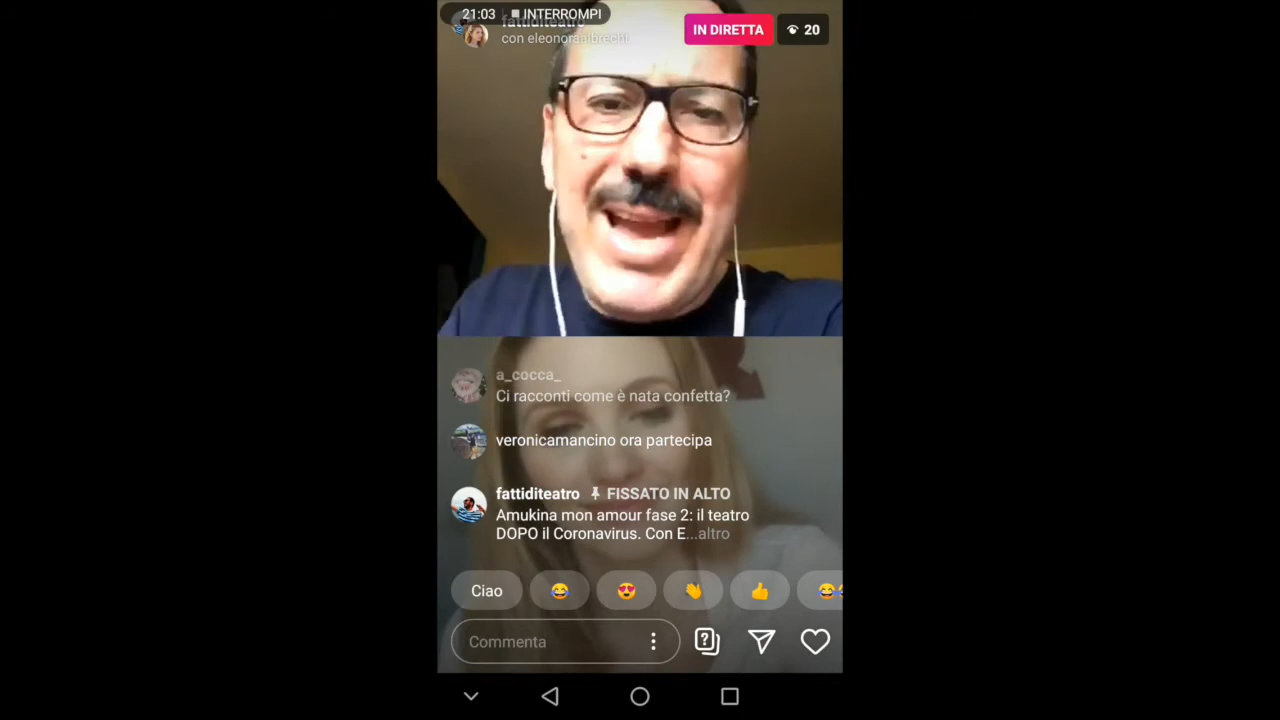 21:03 INTERROMPI
fattiditeatro
con eleonoraalbrecht
IN DIRETTA
20
a_cocca_
Ci racconti come è nata confetta?
veronicamancino ora partecipa
fattiditeatro FISSATO IN ALTO
Amukina mon amour fase 2: il teatro
DOPO il Coronavirus. Con E...altro
Ciao
Commenta